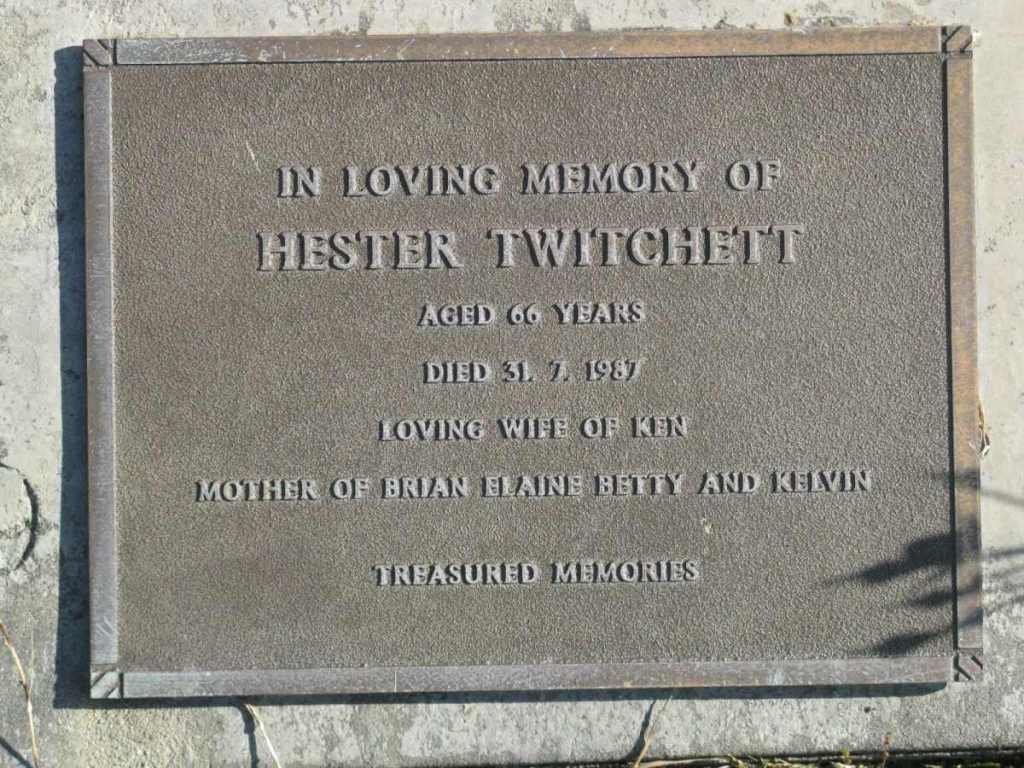 IN LOVING MEMORY OF
HESTER TWITCHETT
AGED 66 YEARS
DIED 31. 7. 1987
LOVING WIFE OF KEN
MOTHER OF BRIAN ELAINE BETTY AND KELVIN
TREASURED MEMORIES